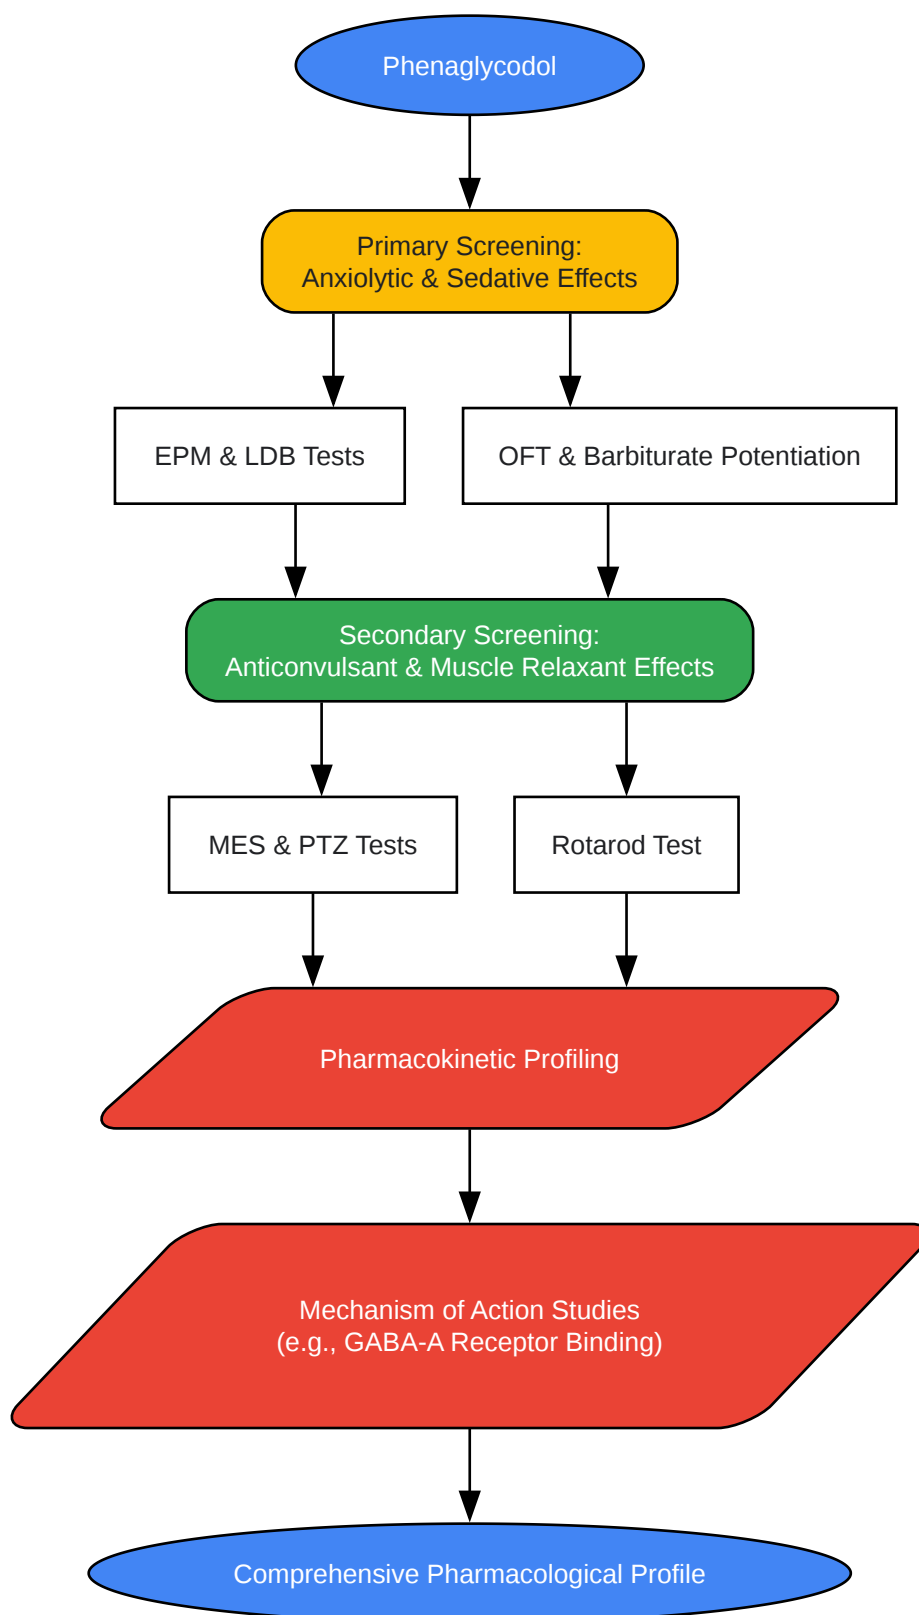 Phenaglycodol
Primary Screening:
Anxiolytic & Sedative Effects
EPM & LDB Tests
OFT & Barbiturate Potentiation
Secondary Screening:
Anticonvulsant & Muscle Relaxant Effects
MES & PTZ Tests
Rotarod Test
Pharmacokinetic Profiling
Mechanism of Action Studies
(e.g., GABA-A Receptor Binding)
Comprehensive Pharmacological Profile